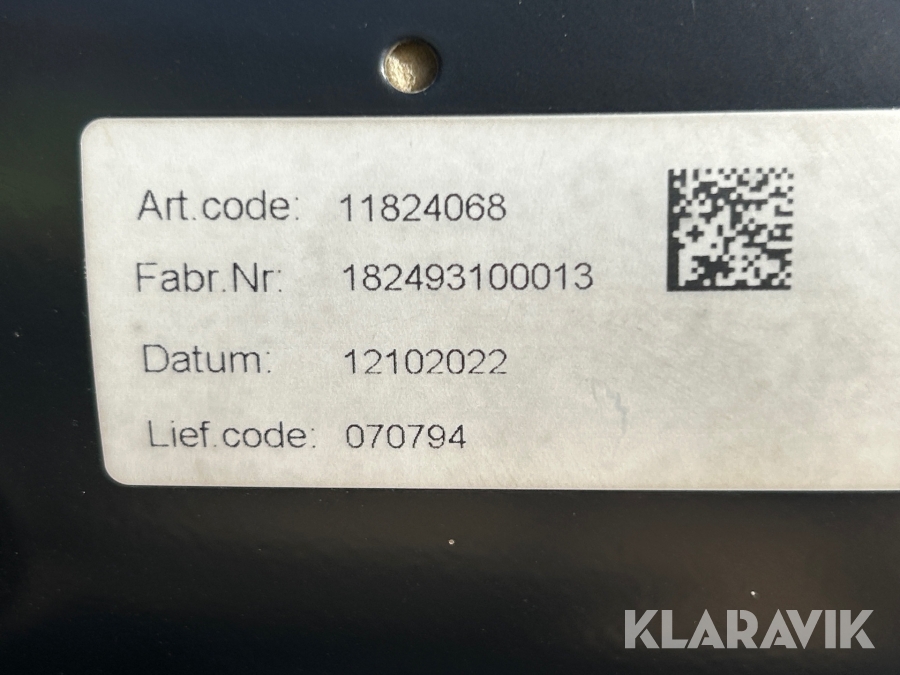 Art.code: 11824068
Fabr.Nr: 182493100013
Datum: 12102022
Lief.code: 070794
KLARAVIK